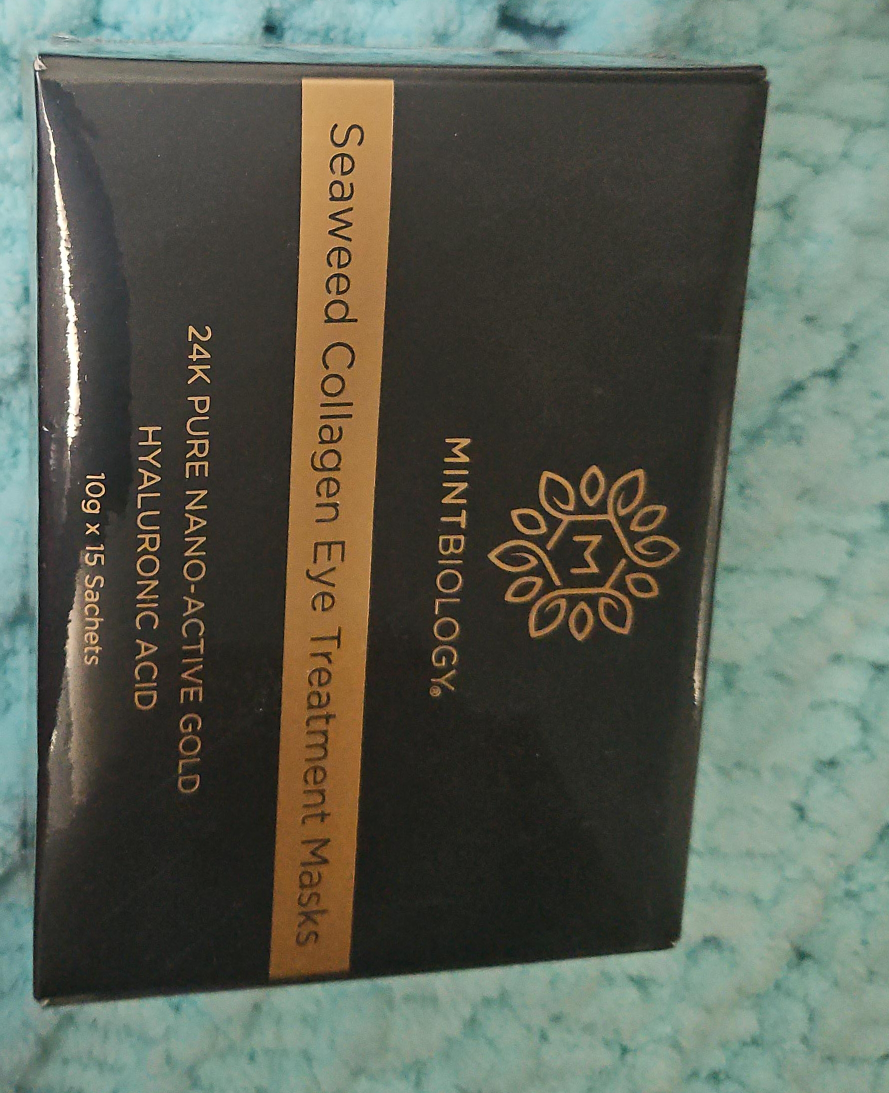 M
MINTBIOLOGY®
Seaweed Collagen Eye Treatment Masks
24K PURE NANO-ACTIVE GOLD
HYALURONIC ACID
10g x 15 Sachets